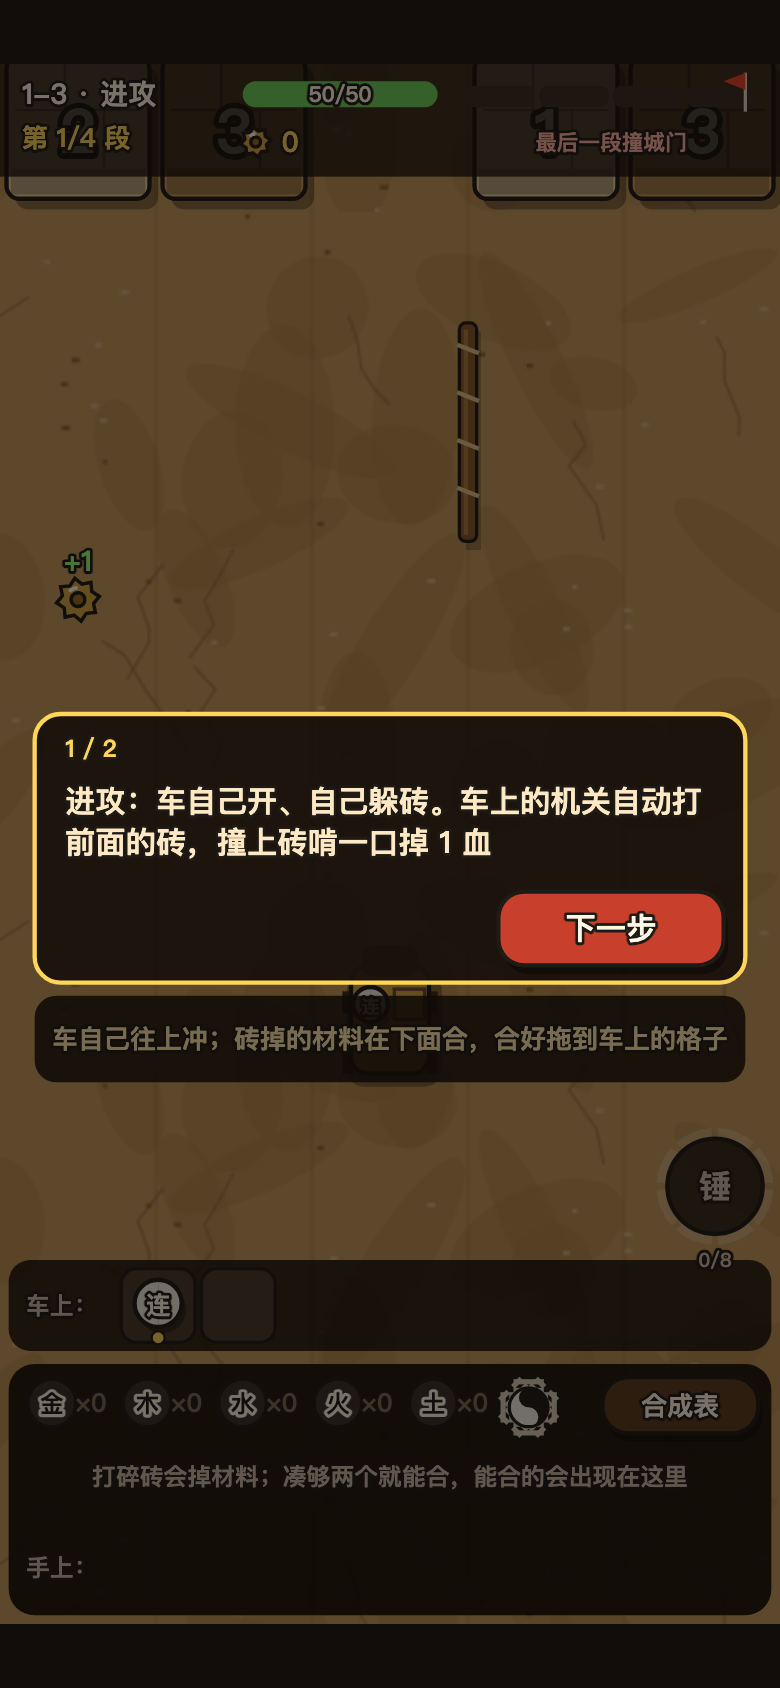 1-3 · 进攻
50/50
第 1/4 段
0
最后一段撞城门
2
3
1
3
+1
1 / 2
进攻：车自己开、自己躲砖。车上的机关自动打
前面的砖，撞上砖啃一口掉 1 血
下一步
连
车自己往上冲；砖掉的材料在下面合，合好拖到车上的格子
锤
0/8
车上：
连
金×0 木×0 水×0 火×0 土×0
合成表
打碎砖会掉材料；凑够两个就能合，能合的会出现在这里
手上：